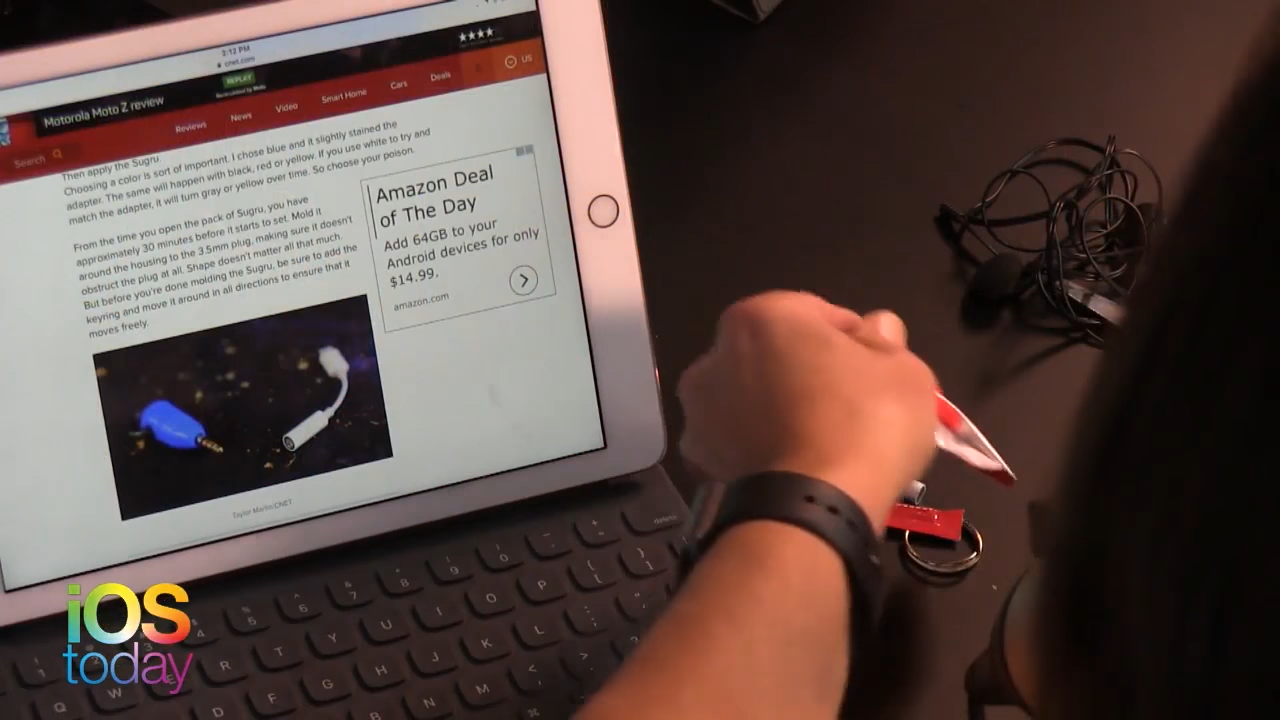 2:12 PM
cnet.com
REPLAY
Motorola Moto Z review
Reviews
News
Video
Smart Home
Cars
Deals
US
Search
Then apply the Sugru
Choosing a color is sort of important. I chose blue and it slightly stained the
adapter. The same will happen with black, red or yellow. If you use white to try and
match the adapter, it will turn gray or yellow over time. So choose your poison.
From the time you open the pack of Sugru, you have
approximately 30 minutes before it starts to set. Mold it
around the housing to the 3.5mm plug, making sure it doesn't
obstruct the plug at all. Shape doesn't matter all that much.
But before you're done molding the Sugru, be sure to add the
keyring and move it around in all directions to ensure that it
moves freely.
Amazon Deal
of The Day
Add 64GB to your
Android devices for only
$14.99.
amazon.com
Taylor Martin/CNET
delete
Q W R T Y U I O P
D F G H J K L
B N M
iOS
today